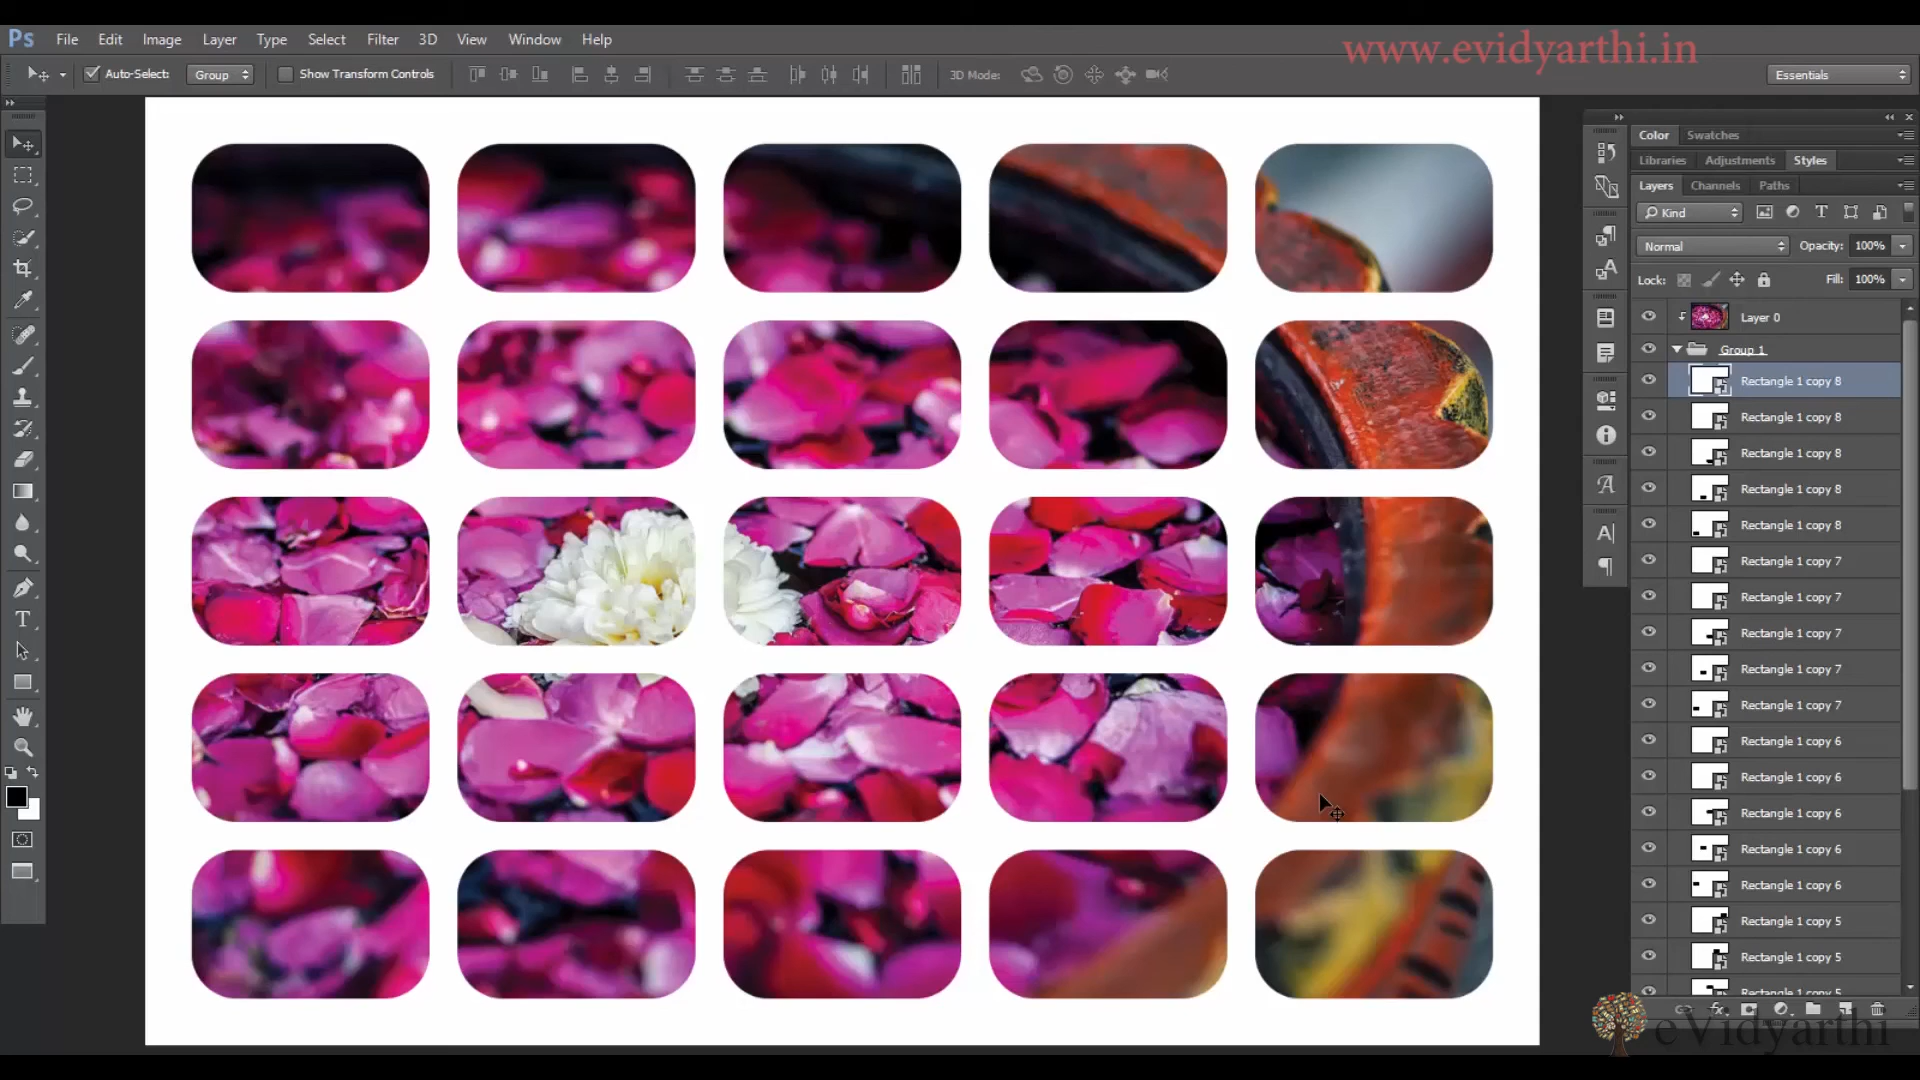 Ps File Edit Image Layer Type Select Filter 3D View Window Help
www.evidyarthi.in
Auto-Select: Group Show Transform Controls 3D Mode: Essentials
Color Swatches
Libraries Adjustments Styles
Layers Channels Paths
Kind T
Normal Opacity: 100%
Lock: Fill: 100%
Layer 0
Group 1
Rectangle 1 copy 8
Rectangle 1 copy 8
Rectangle 1 copy 8
Rectangle 1 copy 8
Rectangle 1 copy 8
Rectangle 1 copy 7
Rectangle 1 copy 7
Rectangle 1 copy 7
Rectangle 1 copy 7
Rectangle 1 copy 7
Rectangle 1 copy 6
Rectangle 1 copy 6
Rectangle 1 copy 6
Rectangle 1 copy 6
Rectangle 1 copy 6
Rectangle 1 copy 5
Rectangle 1 copy 5
Rectangle 1 copy 5
fx
eVidyarthi